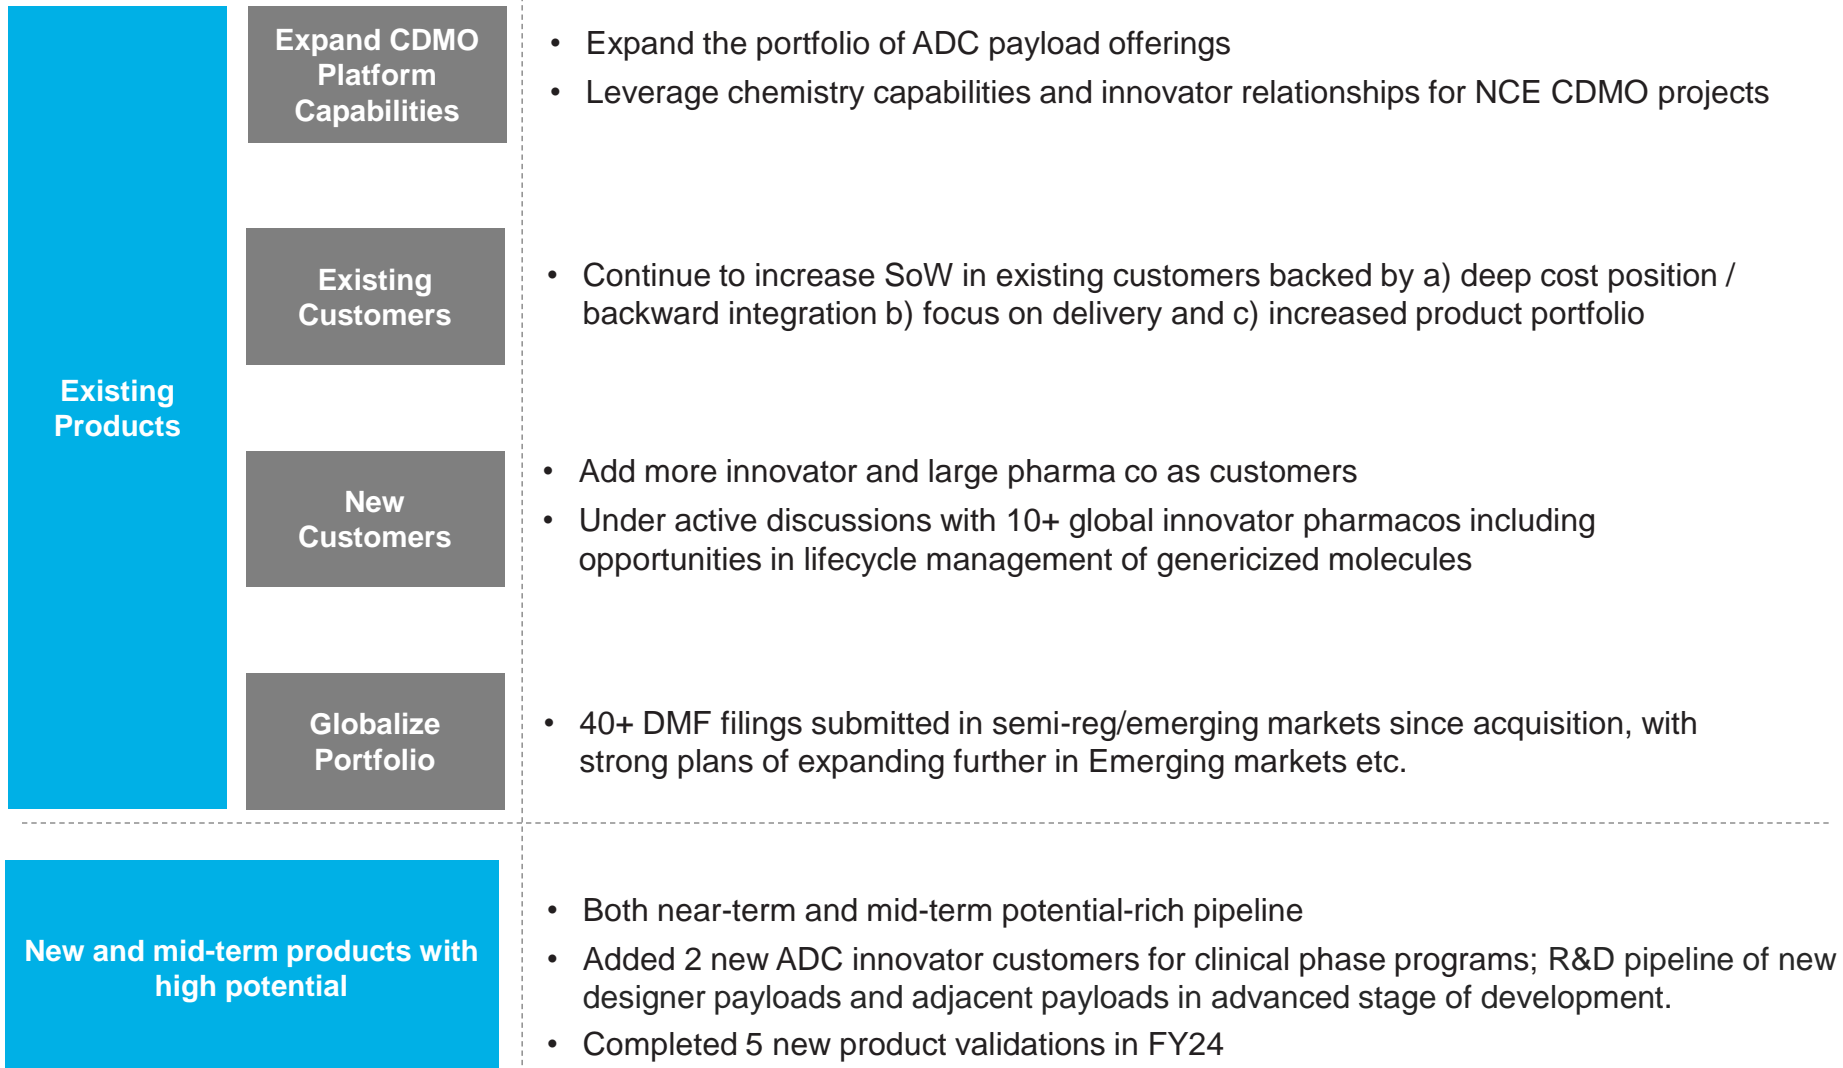 Existing
Products
Expand CDMO
Platform
Capabilities
• Expand the portfolio of ADC payload offerings
• Leverage chemistry capabilities and innovator relationships for NCE CDMO projects
Existing
Customers
• Continue to increase SoW in existing customers backed by a) deep cost position /
backward integration b) focus on delivery and c) increased product portfolio
New
Customers
• Add more innovator and large pharma co as customers
• Under active discussions with 10+ global innovator pharmacos including
opportunities in lifecycle management of genericized molecules
Globalize
Portfolio
• 40+ DMF filings submitted in semi-reg/emerging markets since acquisition, with
strong plans of expanding further in Emerging markets etc.
New and mid-term products with
high potential
• Both near-term and mid-term potential-rich pipeline
• Added 2 new ADC innovator customers for clinical phase programs; R&D pipeline of new
designer payloads and adjacent payloads in advanced stage of development.
• Completed 5 new product validations in FY24